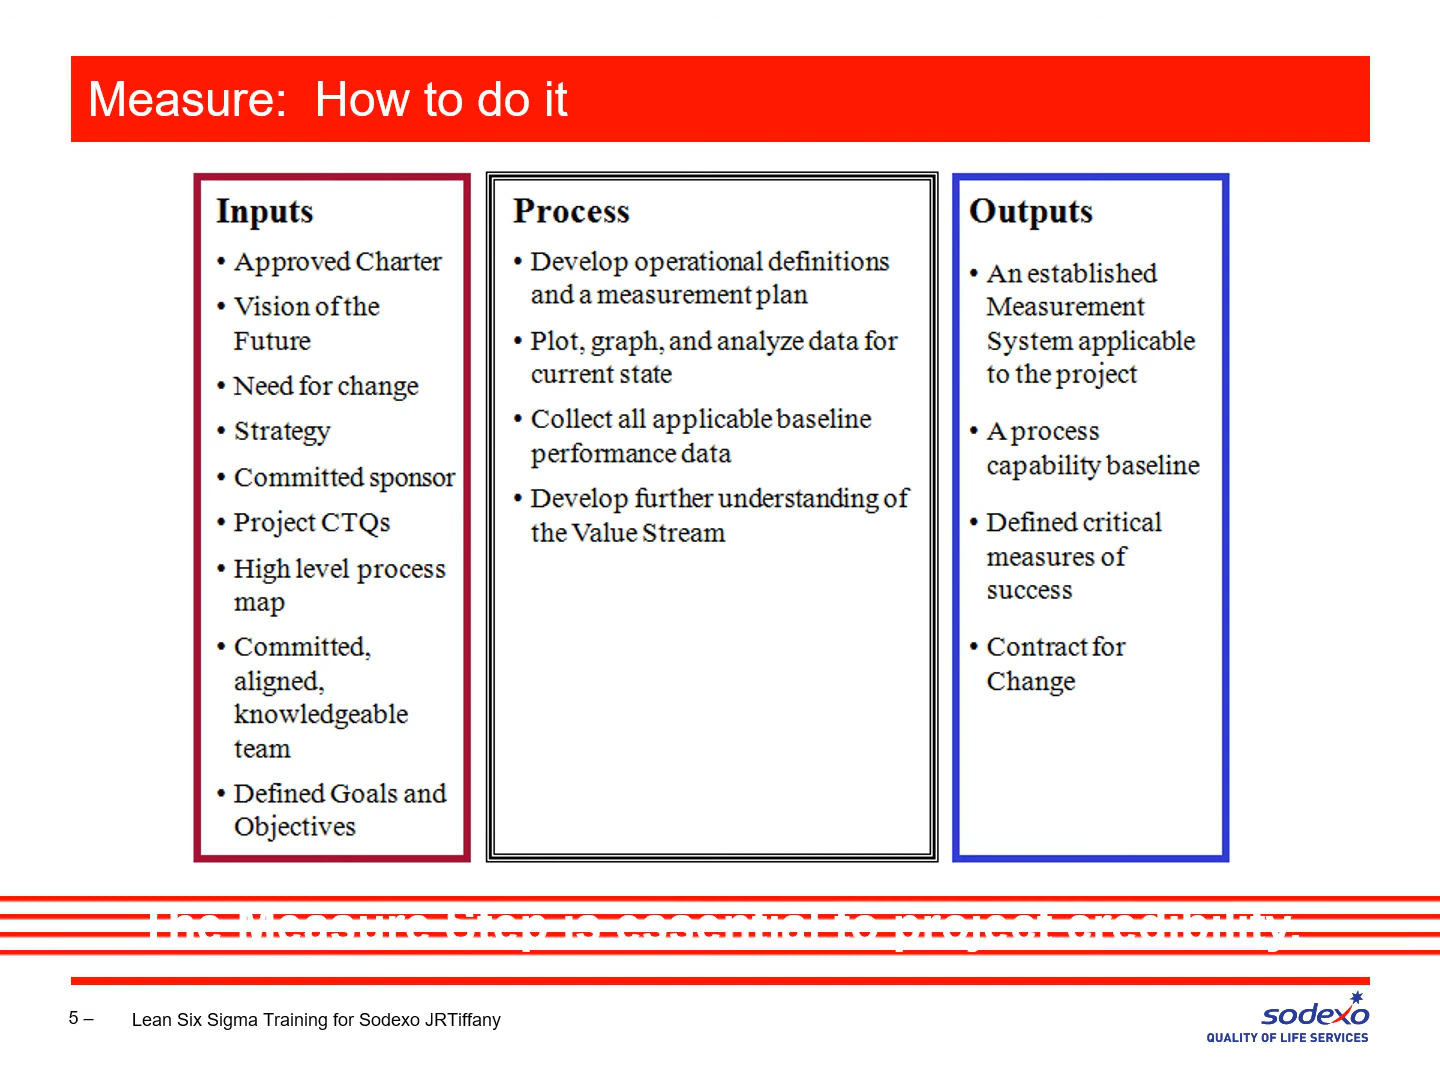 Measure: How to do it
Inputs
• Approved Charter
• Vision of the
Future
• Need for change
• Strategy
• Committed sponsor
• Project CTQs
• High level process
map
• Committed,
aligned,
knowledgeable
team
• Defined Goals and
Objectives
Process
• Develop operational definitions
and a measurement plan
• Plot, graph, and analyze data for
current state
• Collect all applicable baseline
performance data
• Develop further understanding of
the Value Stream
Outputs
• An established
Measurement
System applicable
to the project
• A process
capability baseline
• Defined critical
measures of
success
• Contract for
Change
The Measure Step is essential to project credibility.
5 – Lean Six Sigma Training for Sodexo JRTiffany
sodexo
QUALITY OF LIFE SERVICES